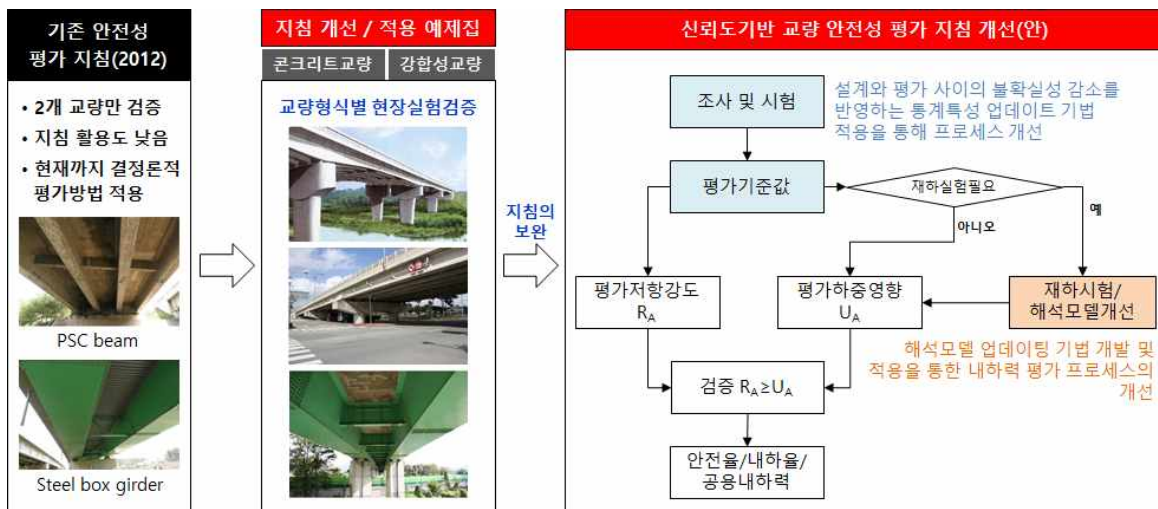 기존 안전성
평가 지침(2012)
• 2개 교량만 검증
• 지침 활용도 낮음
• 현재까지 결정론적
평가방법 적용
PSC beam
Steel box girder
지침 개선 / 적용 예제집
콘크리트교량
강합성교량
교량형식별 현장실험검증
지침의
보완
신뢰도기반 교량 안전성 평가 지침 개선(안)
조사 및 시험
설계와 평가 사이의 불확실성 감소를
반영하는 통계특성 업데이트 기법
적용을 통해 프로세스 개선
평가기준값
재하실험필요
예
아니오
평가저항강도
RA
평가하중영향
UA
재하시험/
해석모델개선
해석모델 업데이팅 기법 개발 및
적용을 통한 내하력 평가 프로세스의
개선
검증 RA≥UA
안전율/내하율/
공용내하력